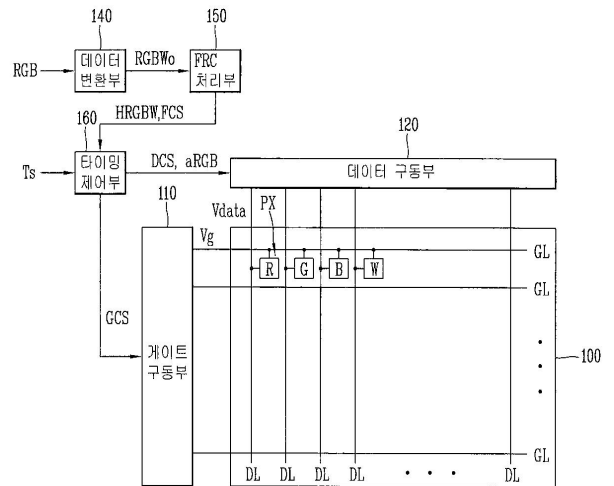 140
150
RGB
데이터
변환부
RGBWo
FRC
처리부
HRGBW,FCS
160
120
Ts
타이밍
제어부
DCS, aRGB
데이터 구동부
110
Vdata
PX
Vg
R
G
B
W
GL
GL
GCS
게이트
구동부
100
GL
DL
DL
DL
DL
DL